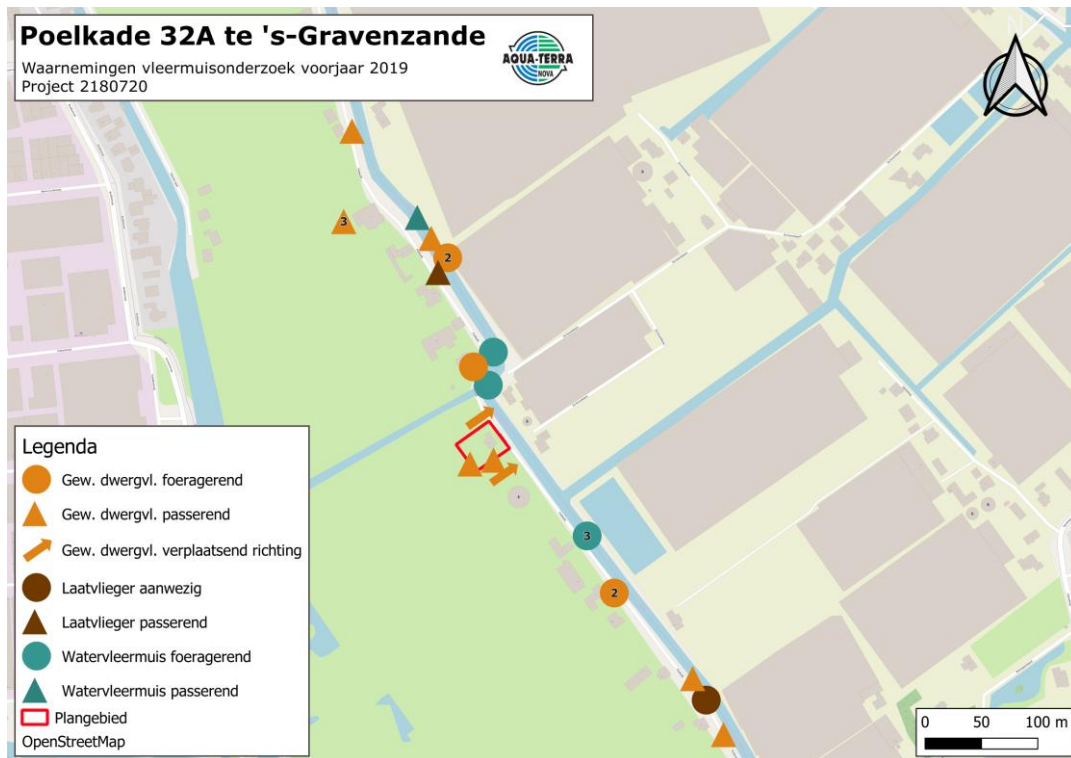 Poelkade 32A te 's-Gravenzande
Waarnemingen vleermuisonderzoek voorjaar 2019
Project 2180720
AQUA-TERRA
NOVA
N
3
2
3
2
Legenda
Gew. dwergvl. foeragerend
Gew. dwergvl. passerend
Gew. dwergvl. verplaatsend richting
Laatvlieger aanwezig
Laatvlieger passerend
Watervleermuis foeragerend
Watervleermuis passerend
Plangebied
OpenStreetMap
0 50 100 m